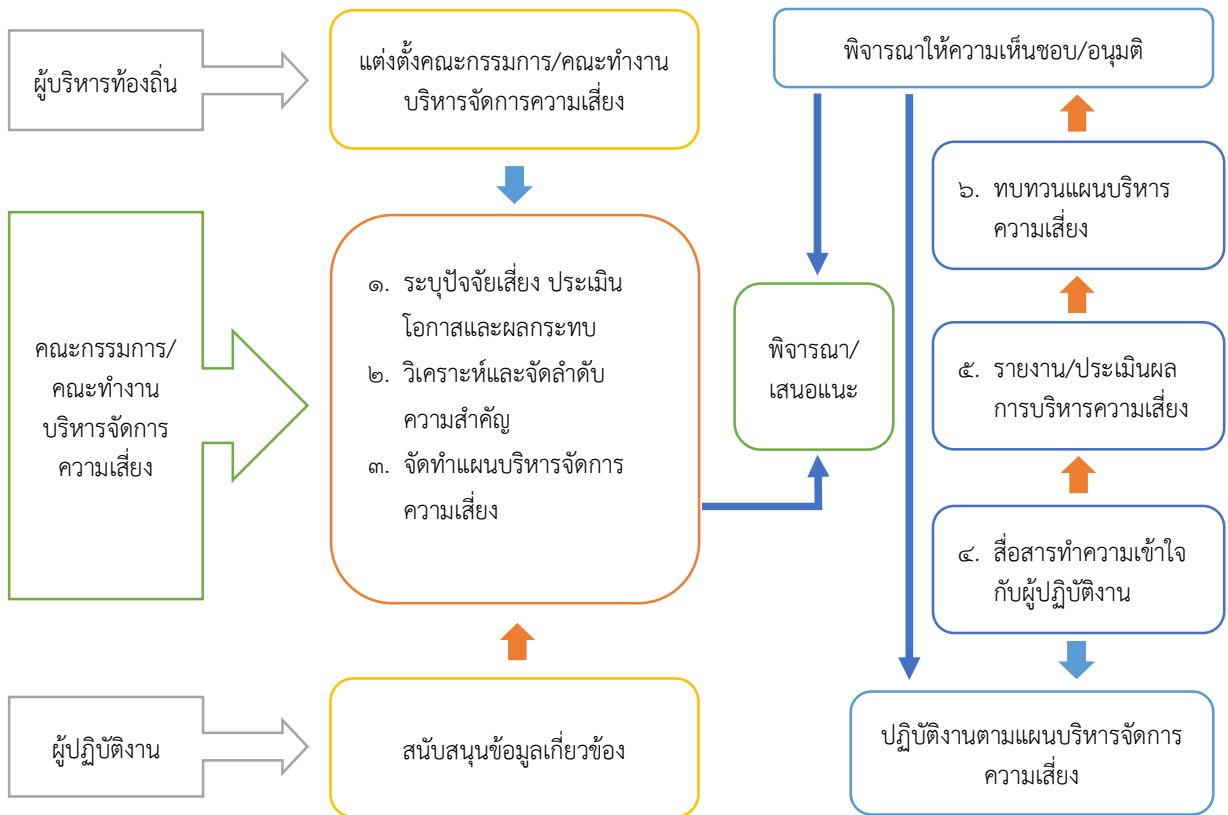 ผู้บริหารท้องถิ่น
แต่งตั้งคณะกรรมการ/คณะทำงาน
บริหารจัดการความเสี่ยง
พิจารณาให้ความเห็นชอบ/อนุมติ
คณะกรรมการ/
คณะทำงาน
บริหารจัดการ
ความเสี่ยง
๑. ระบุปัจจัยเสี่ยง ประเมิน
โอกาสและผลกระทบ
๒. วิเคราะห์และจัดลำดับ
ความสำคัญ
๓. จัดทำแผนบริหารจัดการ
ความเสี่ยง
พิจารณา/
เสนอแนะ
๖. ทบทวนแผนบริหาร
ความเสี่ยง
๕. รายงาน/ประเมินผล
การบริหารความเสี่ยง
๔. สื่อสารทำความเข้าใจ
กับผู้ปฏิบัติงาน
ผู้ปฏิบัติงาน
สนับสนุนข้อมูลเกี่ยวข้อง
ปฏิบัติงานตามแผนบริหารจัดการ
ความเสี่ยง